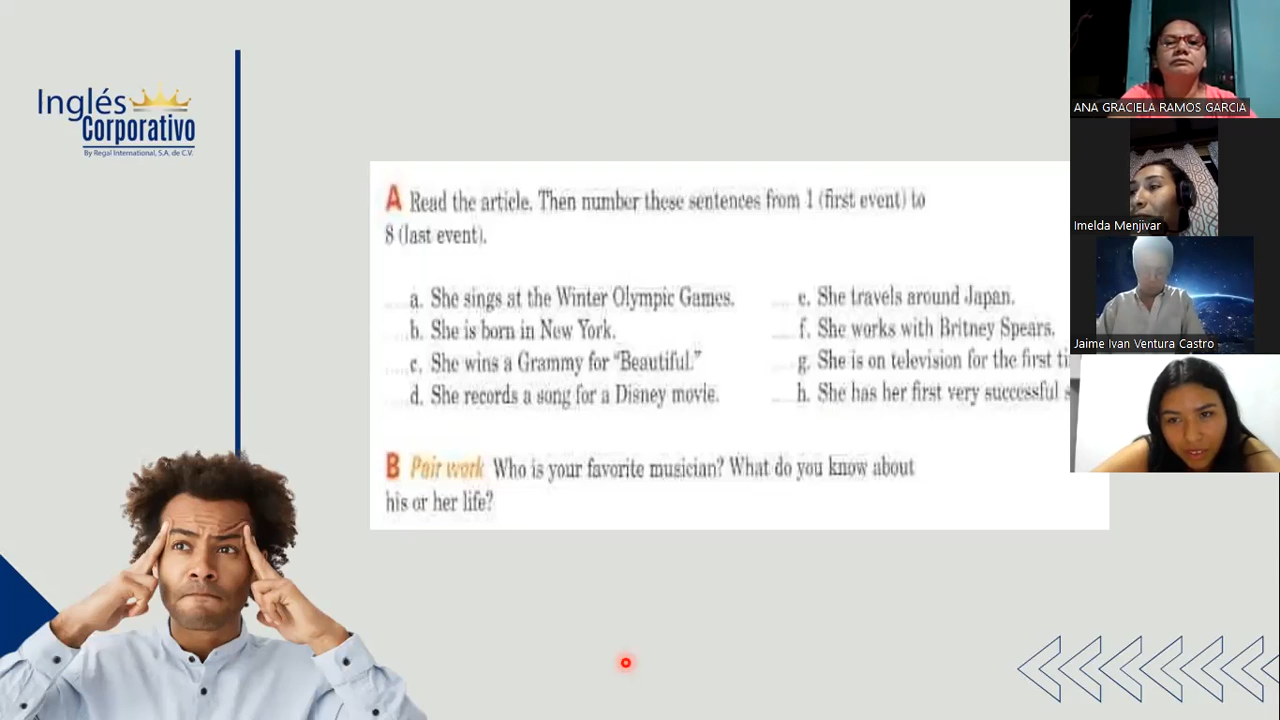 Inglés
Corporativo
By Regal International, S.A. de C.V.
A Read the article. Then number these sentences from 1 (first event) to
8 (last event).
a. She sings at the Winter Olympic Games.
b. She is born in New York.
c. She wins a Grammy for "Beautiful."
d. She records a song for a Disney movie.
e. She travels around Japan.
f. She works with Britney Spears.
g. She is on television for the first
h. She has her first very successful
B Pair work Who is your favorite musician? What do you know about
his or her life?
ANA GRACIELA RAMOS GARCIA
Imelda Menjivar
Jaime Ivan Ventura Castro